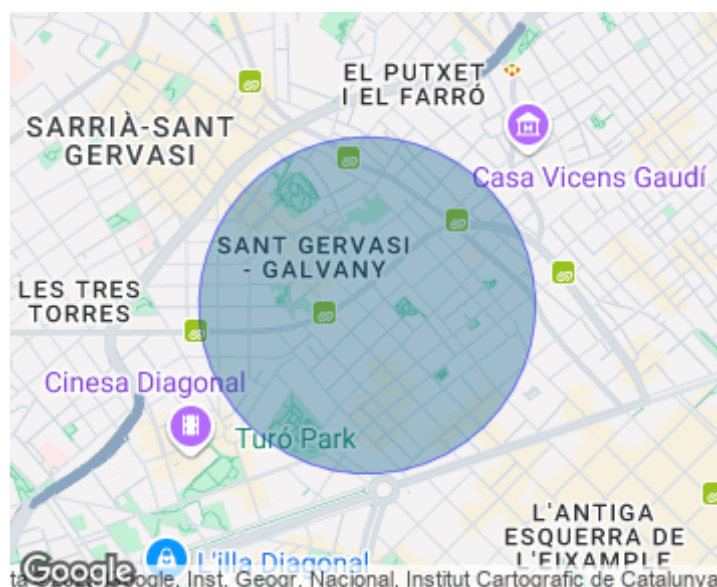 EL PUTXET
I EL FARRÓ
SARRIÀ-SANT
GERVASI
Casa Vicens Gaudí
SANT GERVASI
- GALVANY
LES TRES
TORRES
Cinesa Diagonal
Turó Park
L'ANTIGA
ESQUERRA DE
L'EIXAMPLE
Google
L'illa Diagonal
Google, Inst. Geogr. Nacional, Institut Cartogràfic de Catalunya